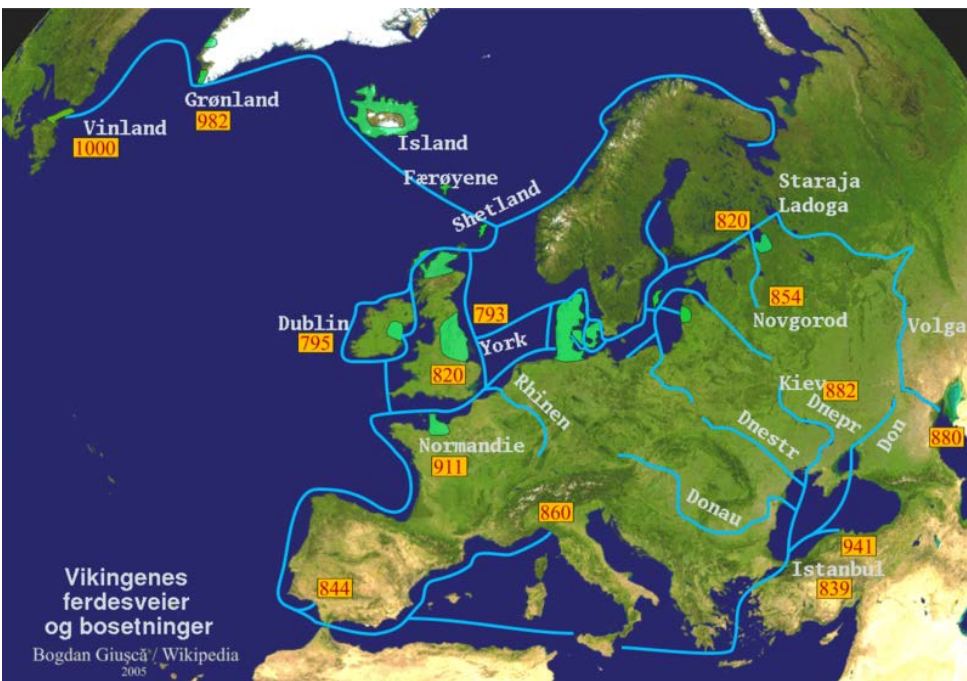 Grønland
982
Vinland
1000
Island
Færøyene
Shetland
Staraja
Ladoga
820
854
Novgorod
793
York
Dublin
795
820
Volga
Rhinen
Kiev
882
Dnepr
Don
880
Dnestr
Normandie
911
Donau
860
941
Istanbul
839
844
Vikingenes
ferdesveier
og bosetninger
Bogdan Giuşcă / Wikipedia
2005